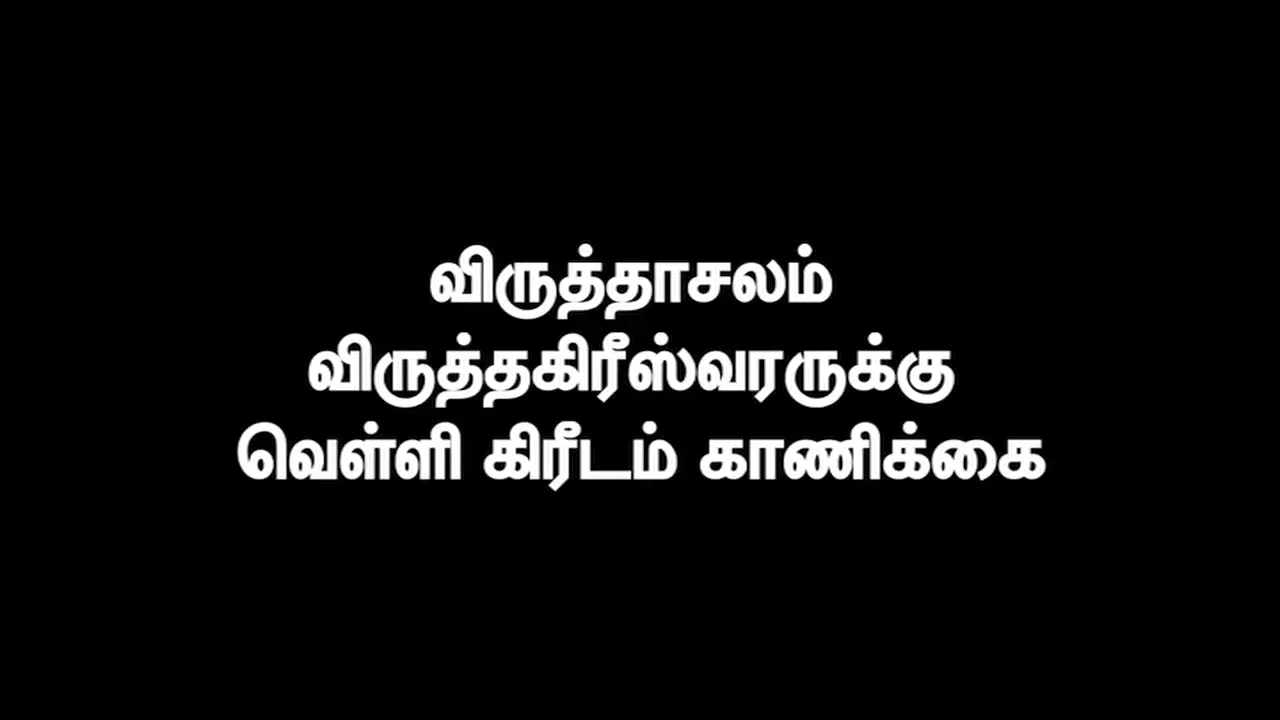 விருத்தாசலம்
விருத்தகிரீஸ்வரருக்கு
வெள்ளி கிரீடம் காணிக்கை